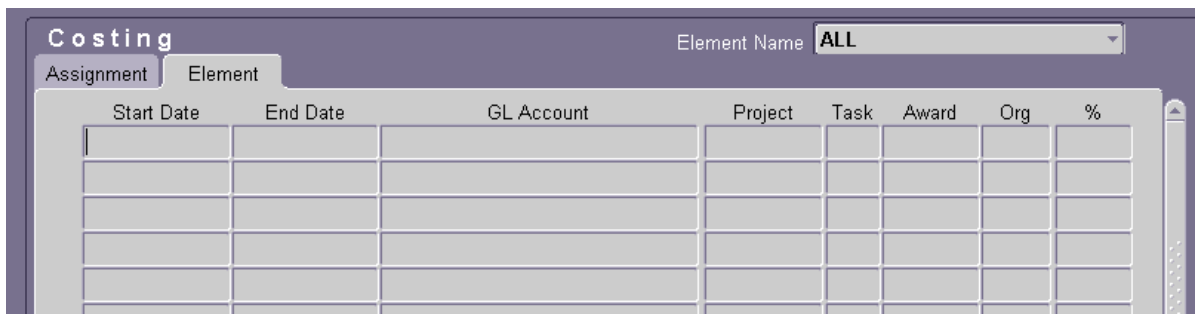 Costing
Element Name ALL
Assignment Element
Start Date End Date GL Account Project Task Award Org %